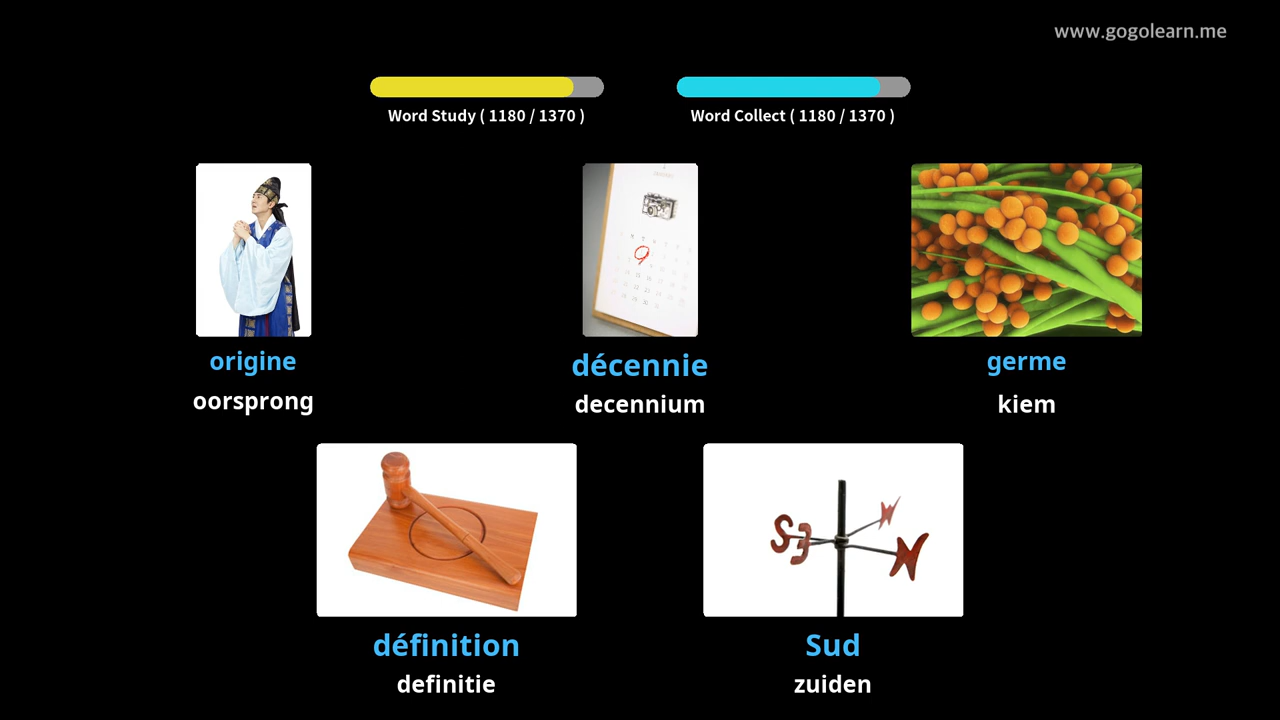 www.gogolearn.me
Word Study ( 1180 / 1370 )
Word Collect ( 1180 / 1370 )
origine
oorsprong
décennie
decennium
germe
kiem
définition
definitie
Sud
zuiden